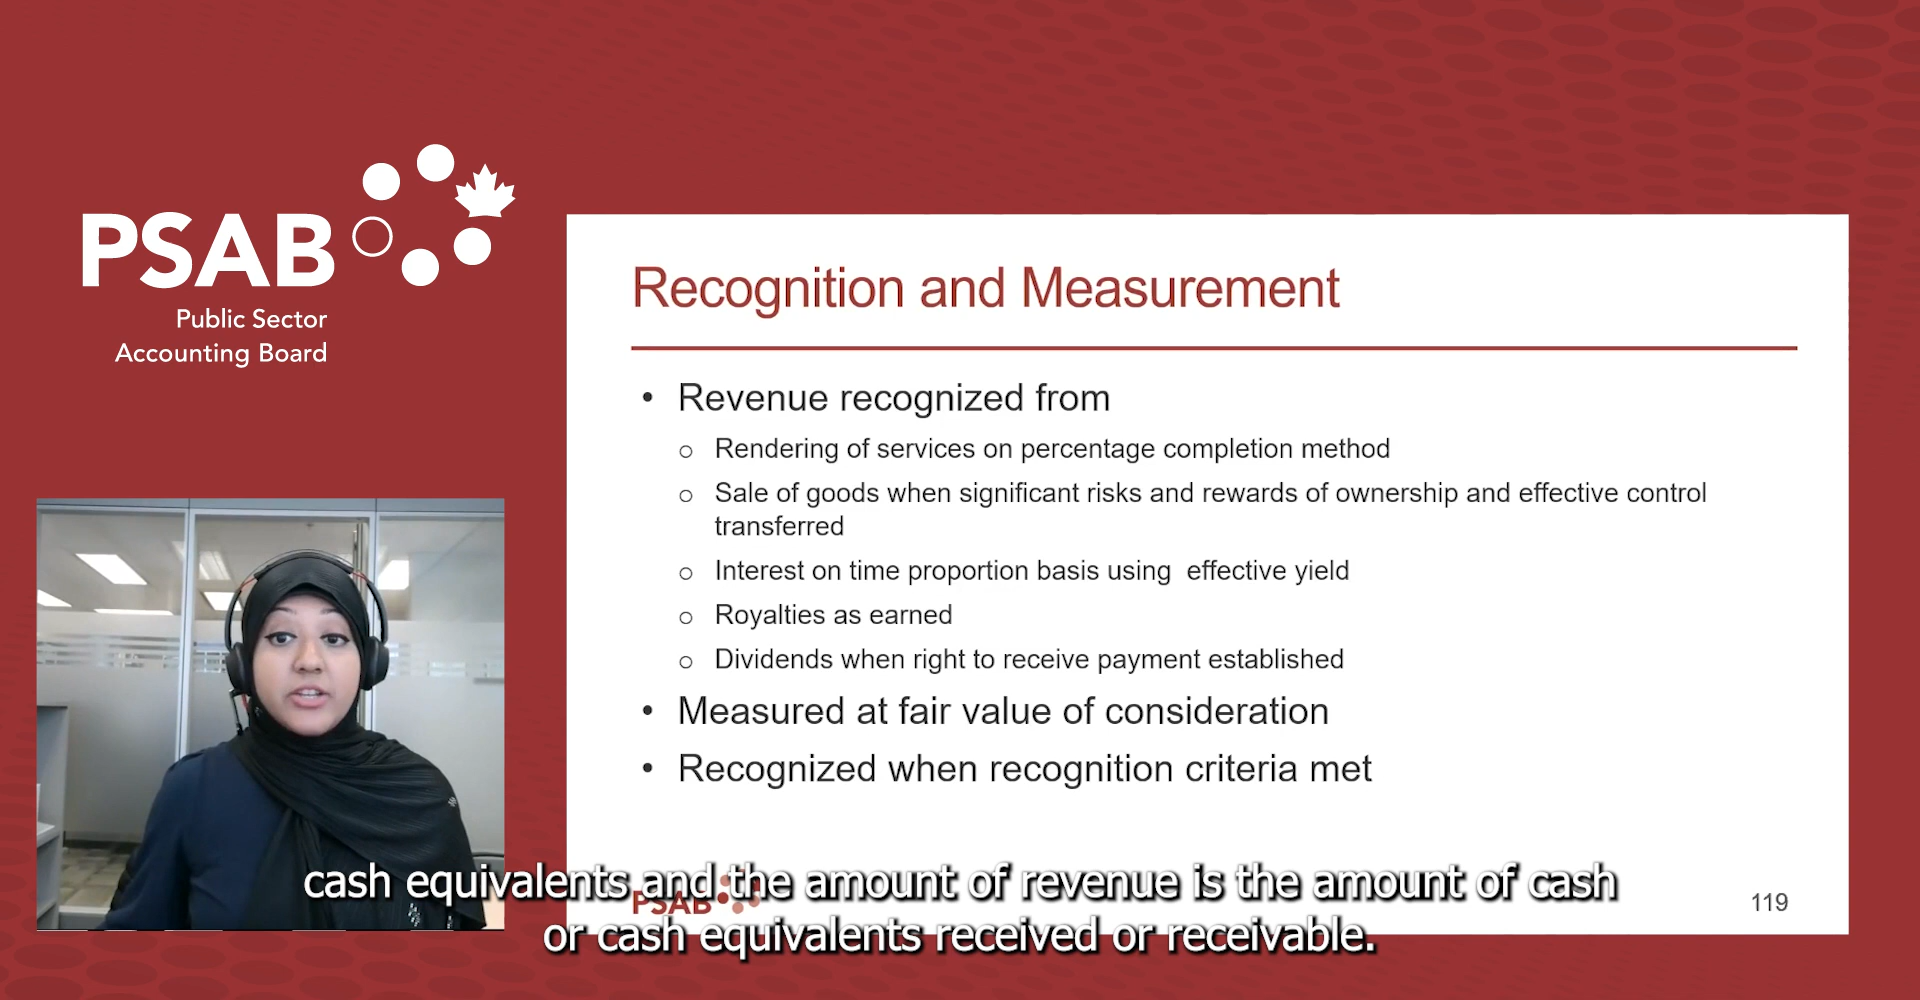 PSAB
Public Sector
Accounting Board
Recognition and Measurement
• Revenue recognized from
o Rendering of services on percentage completion method
o Sale of goods when significant risks and rewards of ownership and effective control
transferred
o Interest on time proportion basis using  effective yield
o Royalties as earned
o Dividends when right to receive payment established
• Measured at fair value of consideration
• Recognized when recognition criteria met
PSAB
119
cash equivalents and the amount of revenue is the amount of cash
or cash equivalents received or receivable.